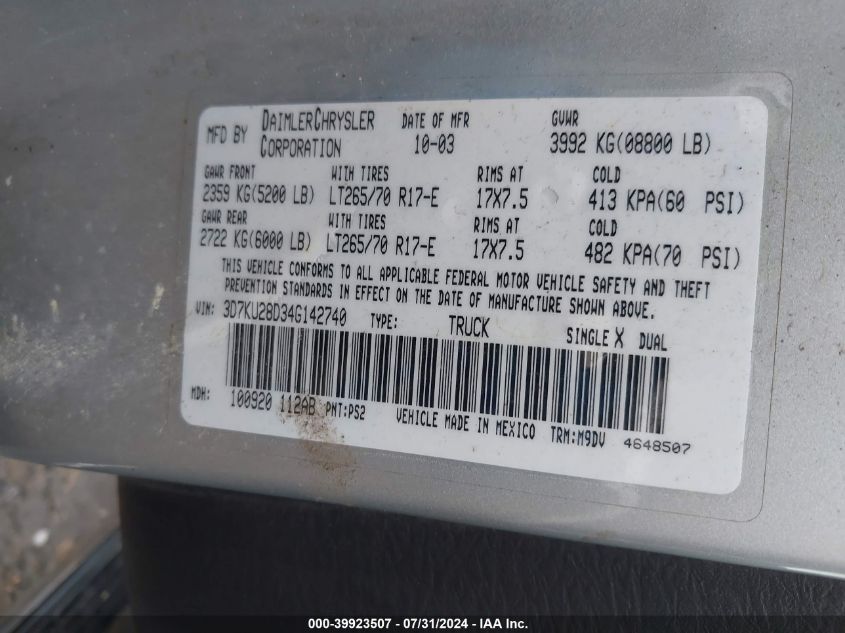 MFD BY DAIMLERCHRYSLER CORPORATION DATE OF MFR 10-03 GVWR 3992 KG(08800 LB)
GAWR FRONT WITH TIRES RIMS AT COLD
2359 KG(5200 LB) LT265/70 R17-E 17X7.5 413 KPA(60 PSI)
GAWR REAR WITH TIRES RIMS AT COLD
2722 KG(6000 LB) LT265/70 R17-E 17X7.5 482 KPA(70 PSI)
THIS VEHICLE CONFORMS TO ALL APPLICABLE FEDERAL MOTOR VEHICLE SAFETY AND THEFT
PREVENTION STANDARDS IN EFFECT ON THE DATE OF MANUFACTURE SHOWN ABOVE.
VIN: 3D7KU28D34G142740 TYPE: TRUCK SINGLE X DUAL
MDH: 100920 112AB PNT:PS2 VEHICLE MADE IN MEXICO TRM:M9DV 4648507
000-39923507 / 07/31/2024 - IAA Inc.